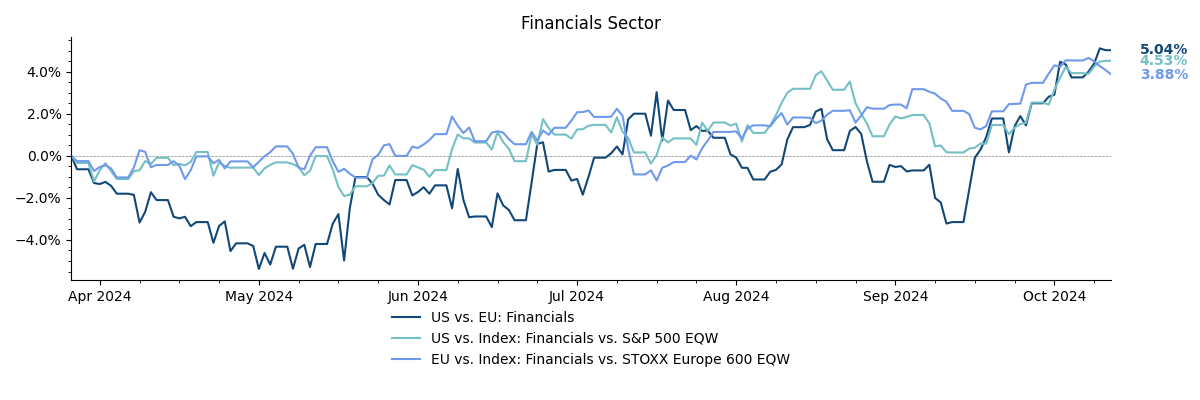 Financials Sector
5.04%
4.53%
3.88%
4.0%
2.0%
0.0%
−2.0%
−4.0%
Apr 2024 May 2024 Jun 2024 Jul 2024 Aug 2024 Sep 2024 Oct 2024
US vs. EU: Financials
US vs. Index: Financials vs. S&P 500 EQW
EU vs. Index: Financials vs. STOXX Europe 600 EQW